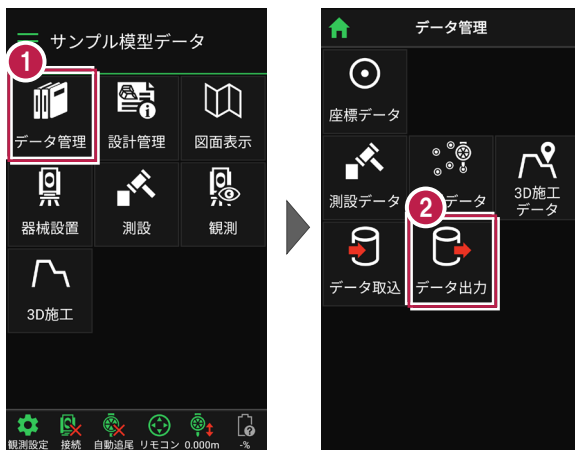 サンプル模型データ
1
データ管理
設計管理
図面表示
器械設置
測設
観測
3D施工
観測設定
接続
自動追尾
リモコン
0.000m
-%
データ管理
座標データ
測設データ
データ
3D施工
データ
2
データ取込
データ出力